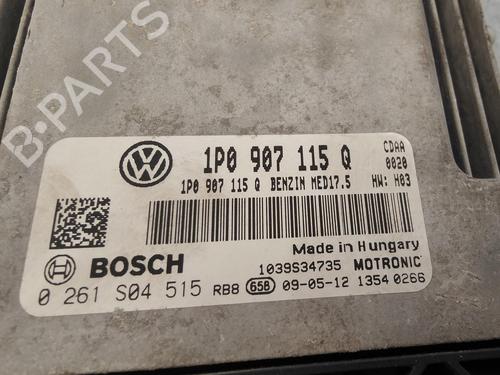 B-PARTS
1P0 907 115 Q
CDAA
0020
1P0 907 115 Q BENZIN MED17.5
HW: H03
Made in Hungary
BOSCH
1039S34735 MOTRONIC
0 261 S04 515 RB8 658 09-05-12 1354 0266